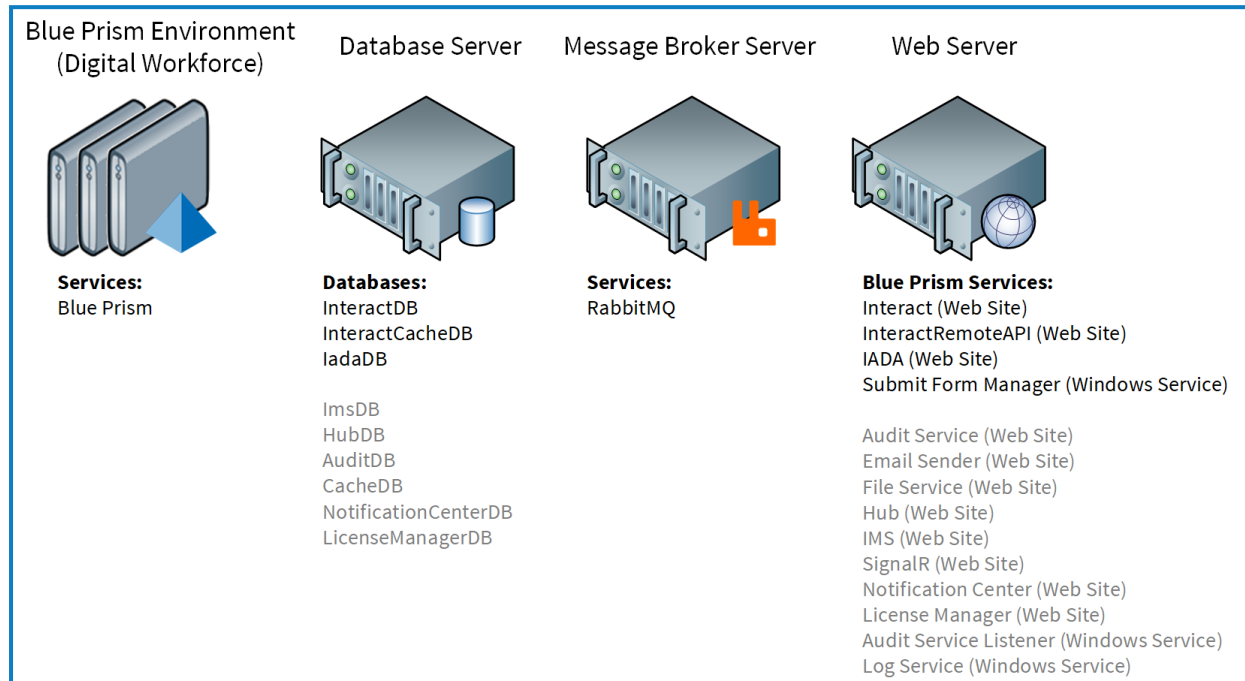 Blue Prism Environment
(Digital Workforce)
Database Server
Message Broker Server
Web Server
Services:
Blue Prism
Databases:
InteractDB
InteractCacheDB
IadaDB
ImsDB
HubDB
AuditDB
CacheDB
NotificationCenterDB
LicenseManagerDB
Services:
RabbitMQ
Blue Prism Services:
Interact (Web Site)
InteractRemoteAPI (Web Site)
IADA (Web Site)
Submit Form Manager (Windows Service)
Audit Service (Web Site)
Email Sender (Web Site)
File Service (Web Site)
Hub (Web Site)
IMS (Web Site)
SignalR (Web Site)
Notification Center (Web Site)
License Manager (Web Site)
Audit Service Listener (Windows Service)
Log Service (Windows Service)